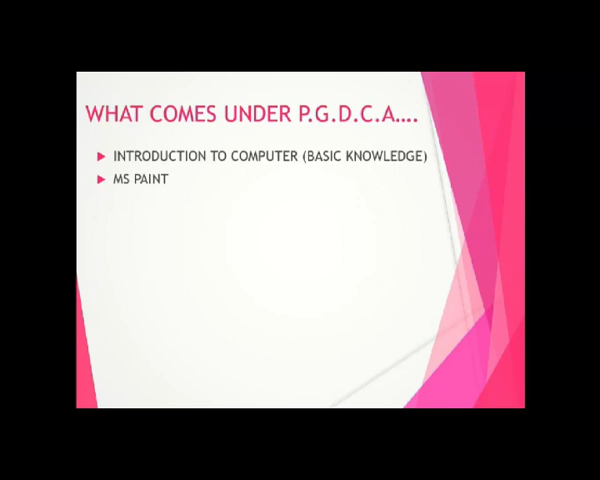 WHAT COMES UNDER P.G.D.C.A....
INTRODUCTION TO COMPUTER (BASIC KNOWLEDGE)
MS PAINT